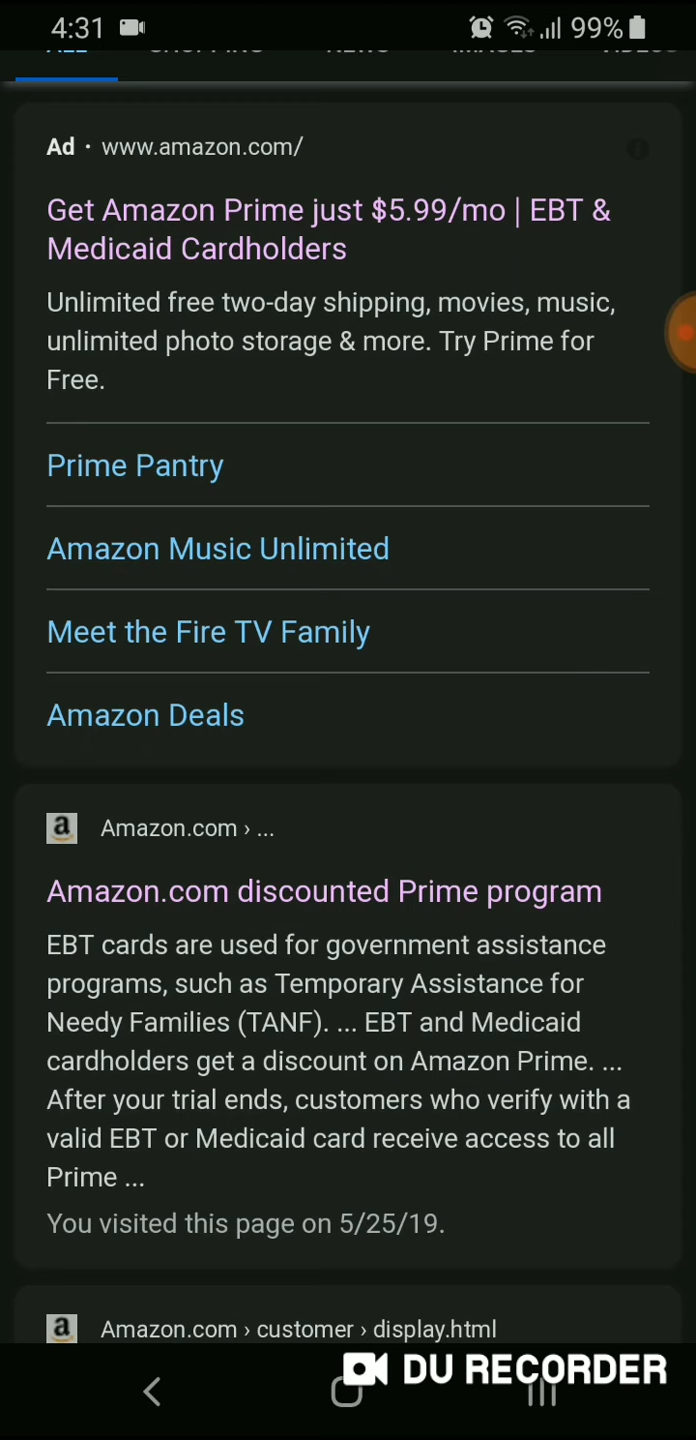 4:31 99%
ALL SHOPPING NEWS IMAGES VIDEOS
Ad · www.amazon.com/
Get Amazon Prime just $5.99/mo | EBT &
Medicaid Cardholders
Unlimited free two-day shipping, movies, music,
unlimited photo storage & more. Try Prime for
Free.
Prime Pantry
Amazon Music Unlimited
Meet the Fire TV Family
Amazon Deals
a Amazon.com › ...
Amazon.com discounted Prime program
EBT cards are used for government assistance
programs, such as Temporary Assistance for
Needy Families (TANF). ... EBT and Medicaid
cardholders get a discount on Amazon Prime. ...
After your trial ends, customers who verify with a
valid EBT or Medicaid card receive access to all
Prime ...
You visited this page on 5/25/19.
a Amazon.com › customer › display.html
DU RECORDER